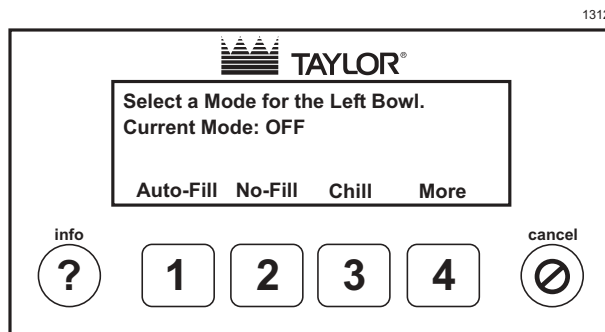 1312
TAYLOR®
Select a Mode for the Left Bowl.
Current Mode: OFF
Auto-Fill No-Fill Chill More
info
cancel
?
1
2
3
4